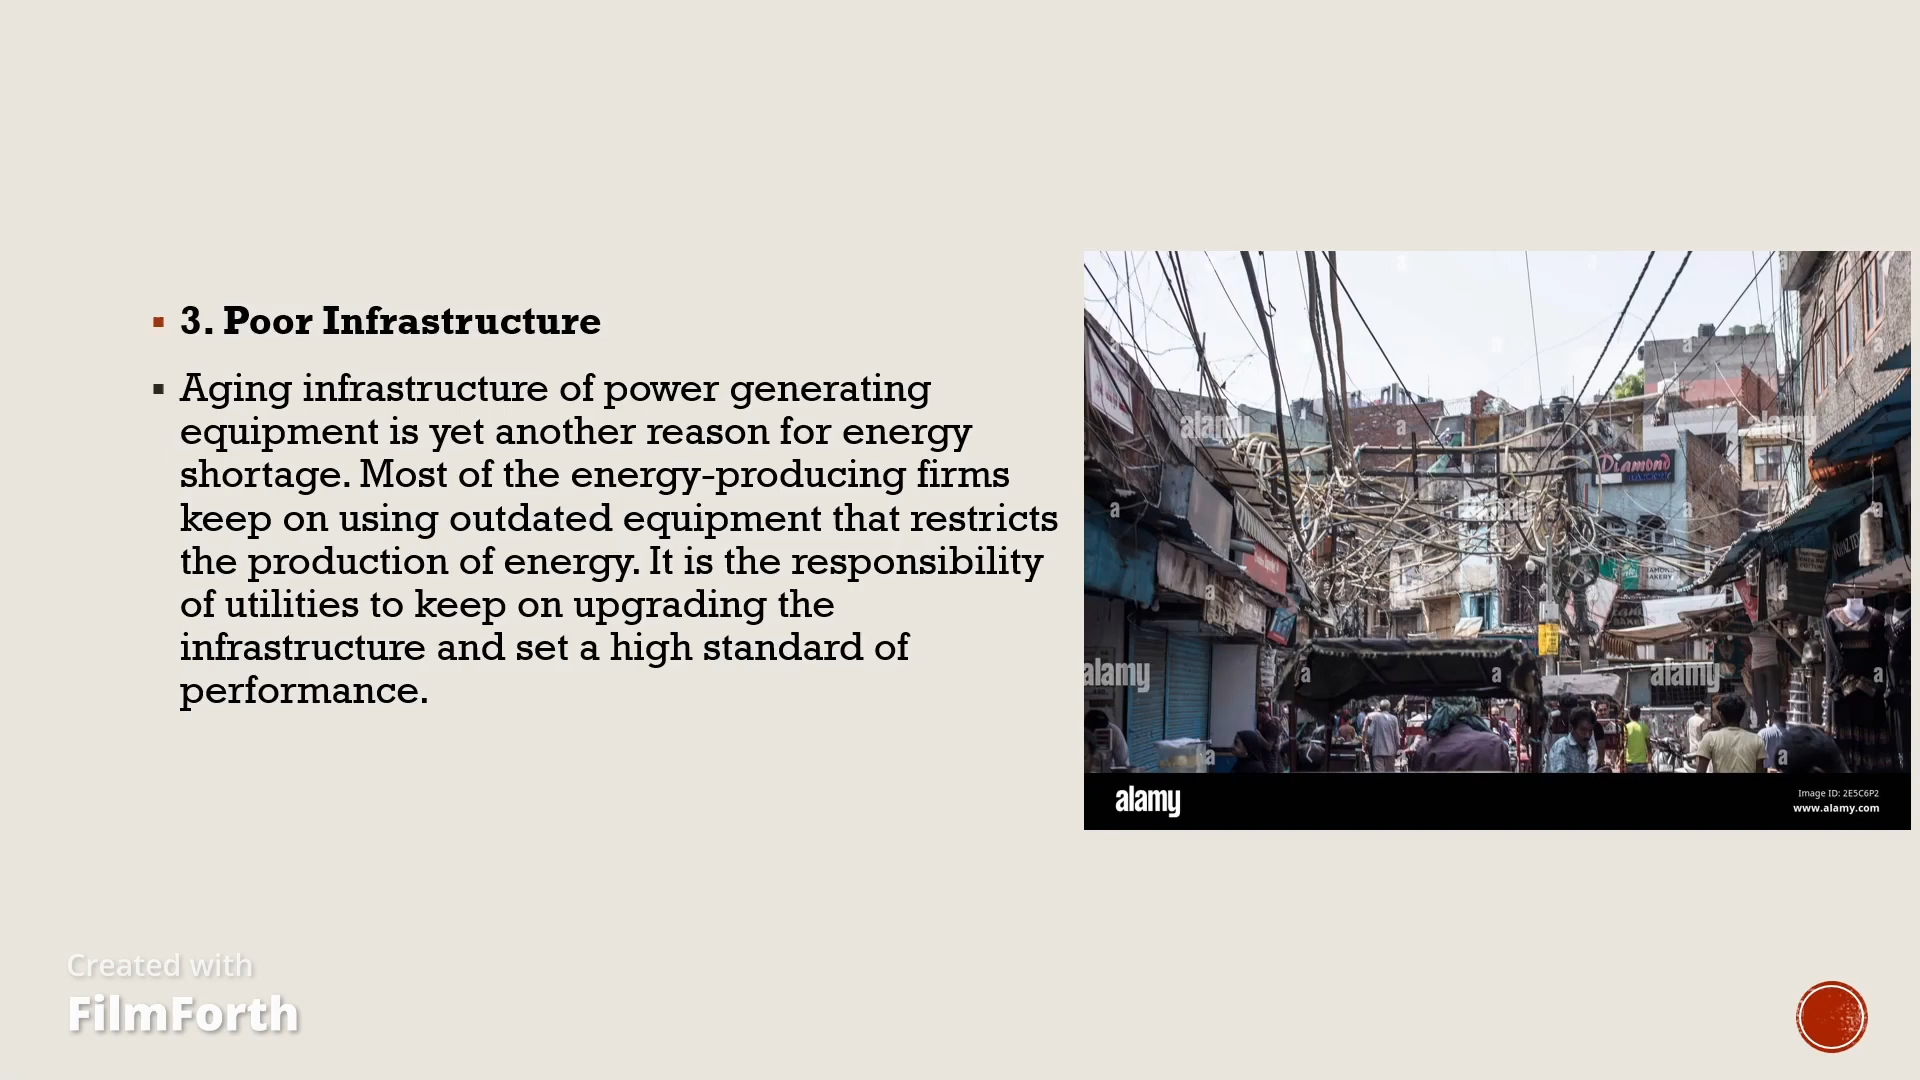 ▪ 3. Poor Infrastructure
▪ Aging infrastructure of power generating
equipment is yet another reason for energy
shortage. Most of the energy-producing firms
keep on using outdated equipment that restricts
the production of energy. It is the responsibility
of utilities to keep on upgrading the
infrastructure and set a high standard of
performance.
Diamond
alamy
alamy
alamy
alamy
alamy
alamy
Image ID: 2E5C6P2
www.alamy.com
Created with
FilmForth